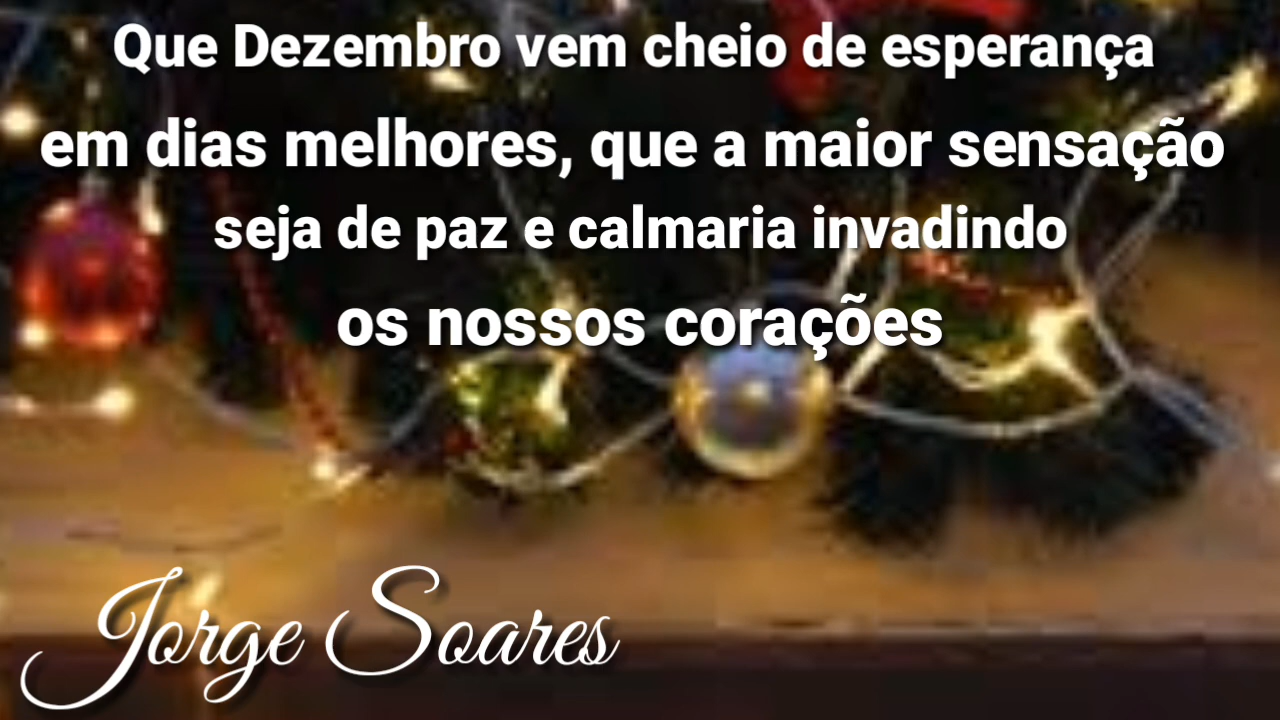 Que Dezembro vem cheio de esperança
em dias melhores, que a maior sensação
seja de paz e calmaria invadindo
os nossos corações
Jorge Soares